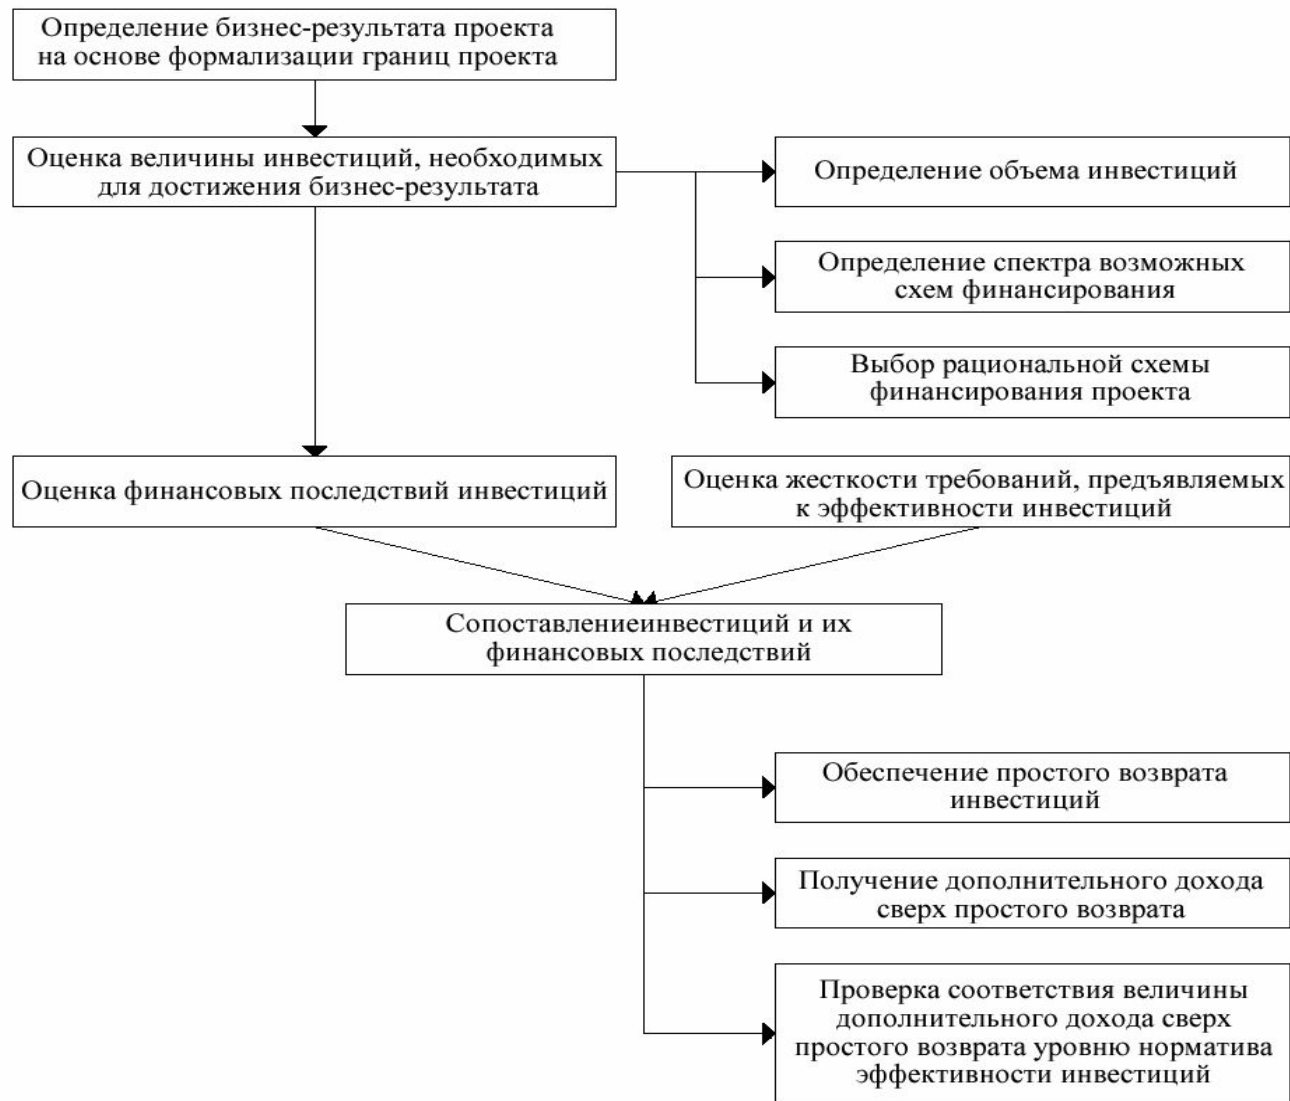 Определение бизнес-результата проекта
на основе формализации границ проекта
Оценка величины инвестиций, необходимых
для достижения бизнес-результата
Определение объема инвестиций
Определение спектра возможных
схем финансирования
Выбор рациональной схемы
финансирования проекта
Оценка финансовых последствий инвестиций
Оценка жесткости требований, предъявляемых
к эффективности инвестиций
Сопоставлениеинвестиций и их
финансовых последствий
Обеспечение простого возврата
инвестиций
Получение дополнительного дохода
сверх простого возврата
Проверка соответствия величины
дополнительного дохода сверх
простого возврата уровню норматива
эффективности инвестиций